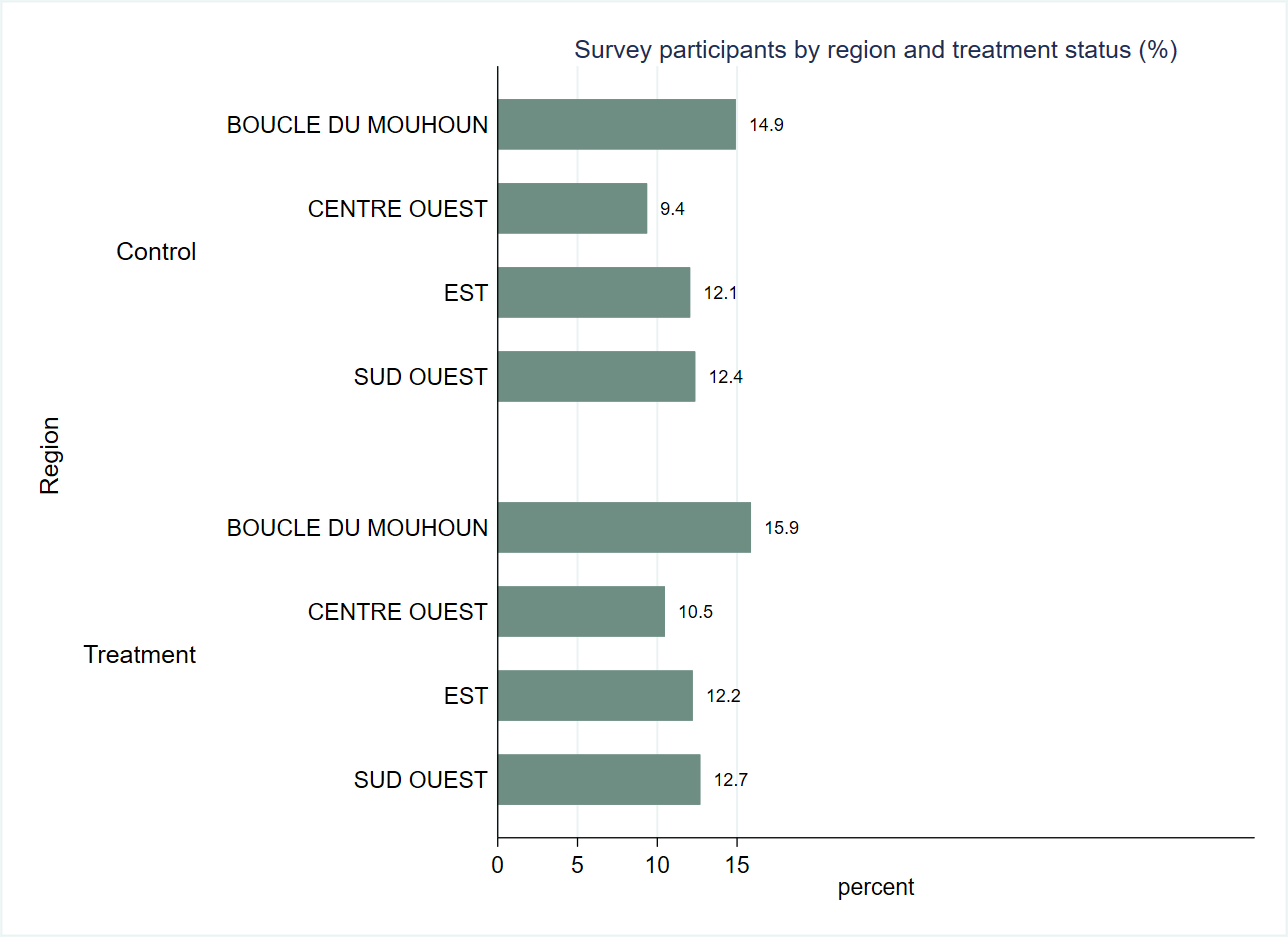 Survey participants by region and treatment status (%)
Region
Control
BOUCLE DU MOUHOUN 14.9
CENTRE OUEST 9.4
EST 12.1
SUD OUEST 12.4
Treatment
BOUCLE DU MOUHOUN 15.9
CENTRE OUEST 10.5
EST 12.2
SUD OUEST 12.7
0 5 10 15
percent